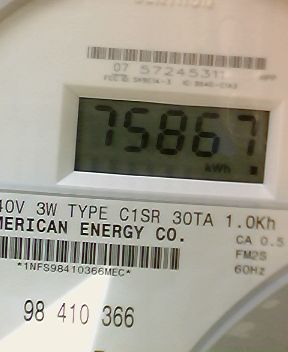 07 57245311
75867
kWh
40V 3W TYPE C1SR 30TA 1.0Kh
MERICAN ENERGY CO.
CA 0.5
FM2S
60Hz
*1NFS98410366MEC*
98 410 366